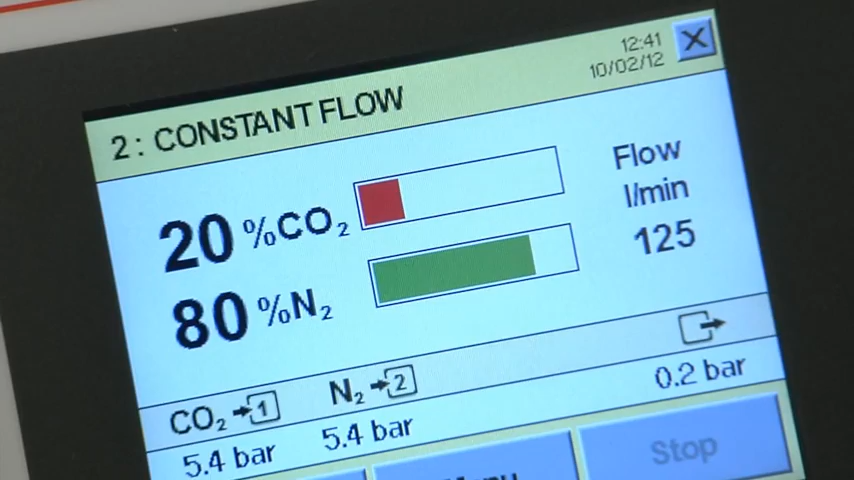 12:41
10/02/12
2 : CONSTANT FLOW
20 %CO₂
80 %N₂
Flow
l/min
125
CO₂ 1
N₂ 2
5.4 bar
5.4 bar
0.2 bar
Stop